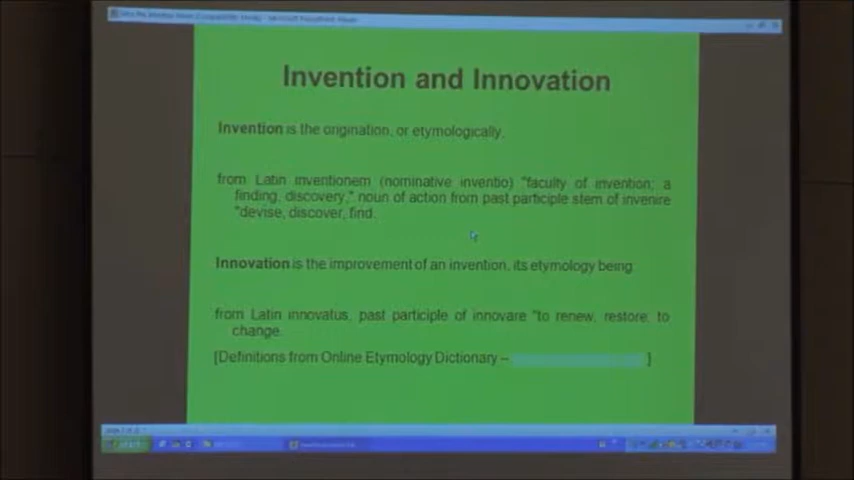 Invention and Innovation
Invention is the origination, or etymologically,
from Latin inventionem (nominative inventio) "faculty of invention; a
finding, discovery," noun of action from past participle stem of invenire
"devise, discover, find.
Innovation is the improvement of an invention, its etymology being
from Latin innovatus, past participle of innovare "to renew, restore, to
change.
[Definitions from Online Etymology Dictionary – ]